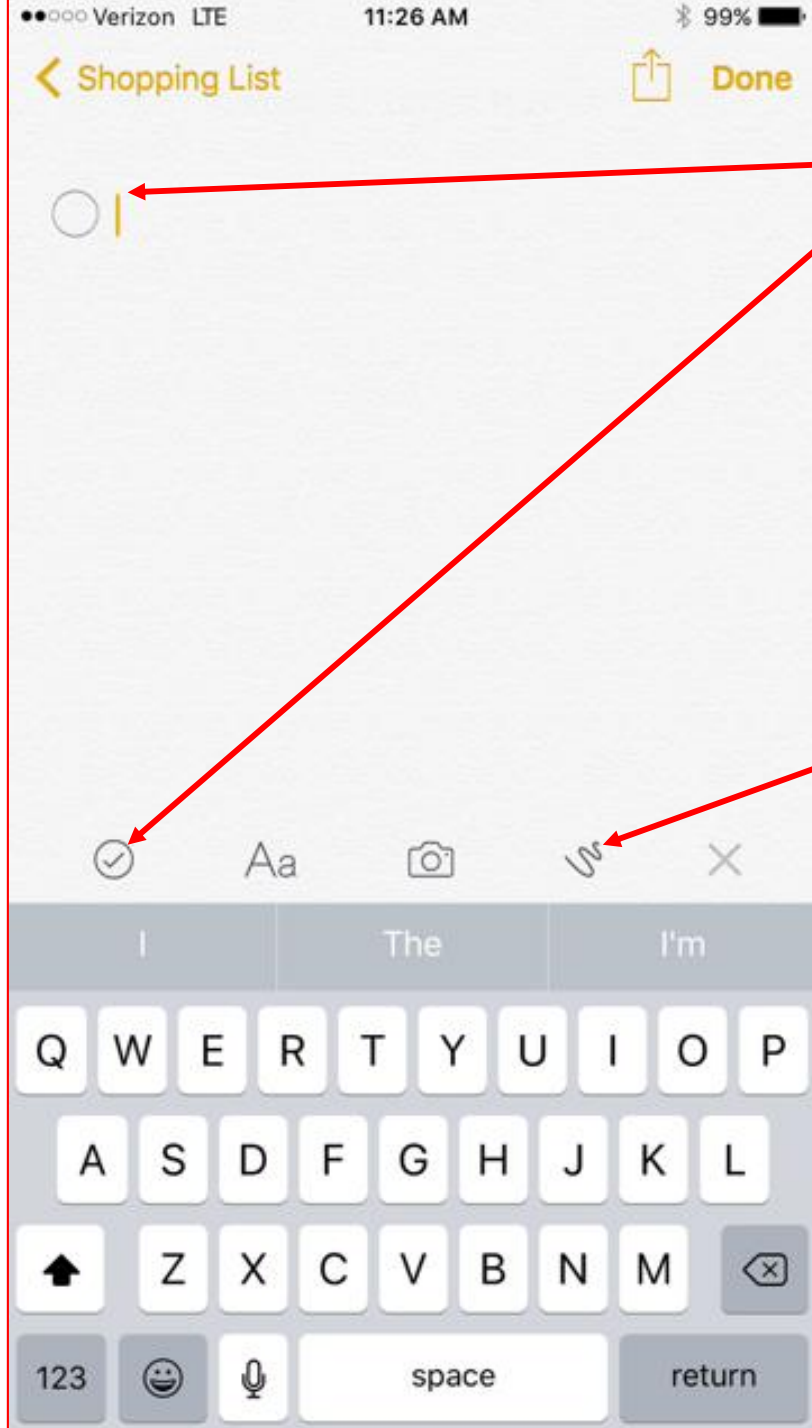 Verizon LTE 11:26 AM 99%
Shopping List Done
Aa
I The I'm
Q W E R T Y U I O P
A S D F G H J K L
Z X C V B N M
123 space return